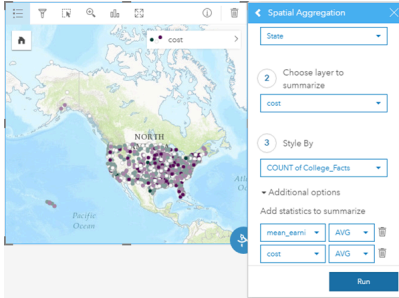 Spatial Aggregation
State
cost
2 Choose layer to
summarize
cost
NORTH
3 Style By
COUNT of College_Facts
Additional options
Add statistics to summarize
Pacific
Ocean
mean_earni AVG
cost AVG
Run